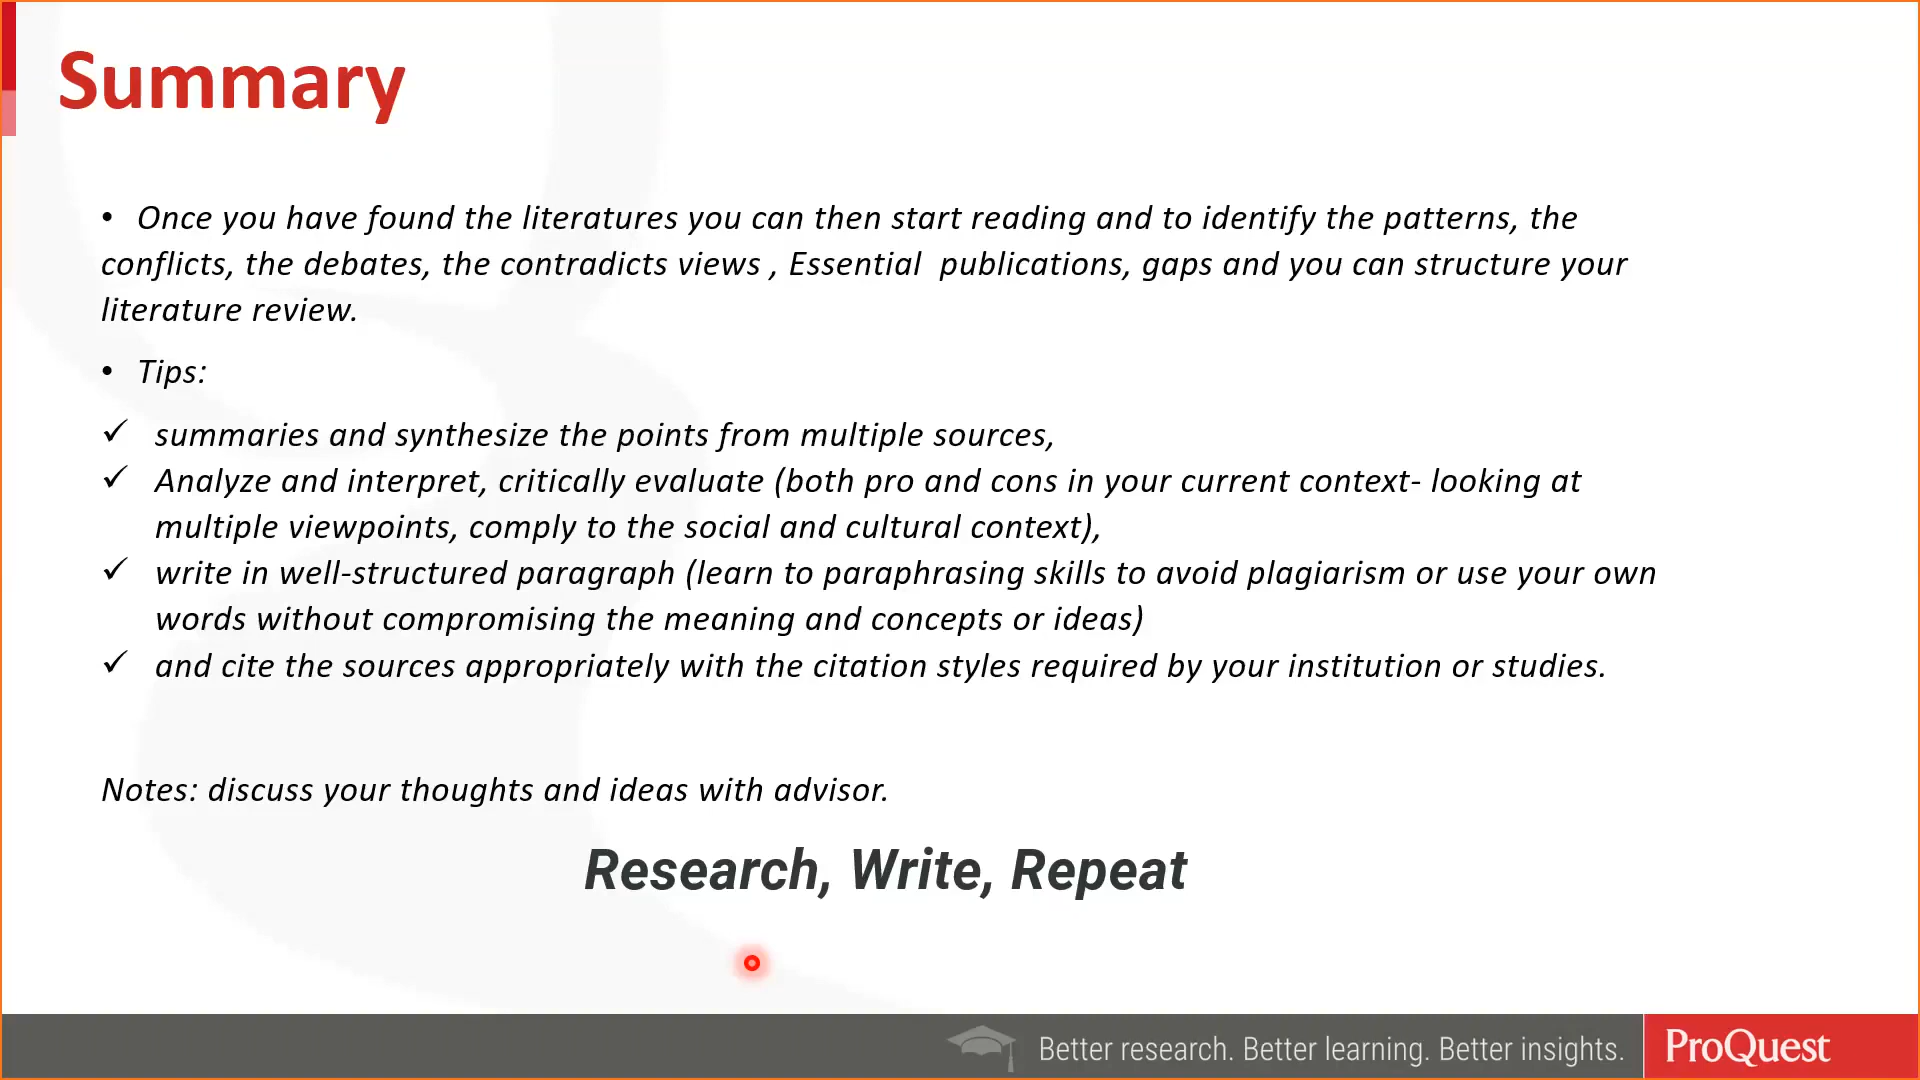 Summary
• Once you have found the literatures you can then start reading and to identify the patterns, the
conflicts, the debates, the contradicts views , Essential publications, gaps and you can structure your
literature review.
• Tips:
✓ summaries and synthesize the points from multiple sources,
✓ Analyze and interpret, critically evaluate (both pro and cons in your current context- looking at
multiple viewpoints, comply to the social and cultural context),
✓ write in well-structured paragraph (learn to paraphrasing skills to avoid plagiarism or use your own
words without compromising the meaning and concepts or ideas)
✓ and cite the sources appropriately with the citation styles required by your institution or studies.
Notes: discuss your thoughts and ideas with advisor.
Research, Write, Repeat
Better research. Better learning. Better insights.
ProQuest